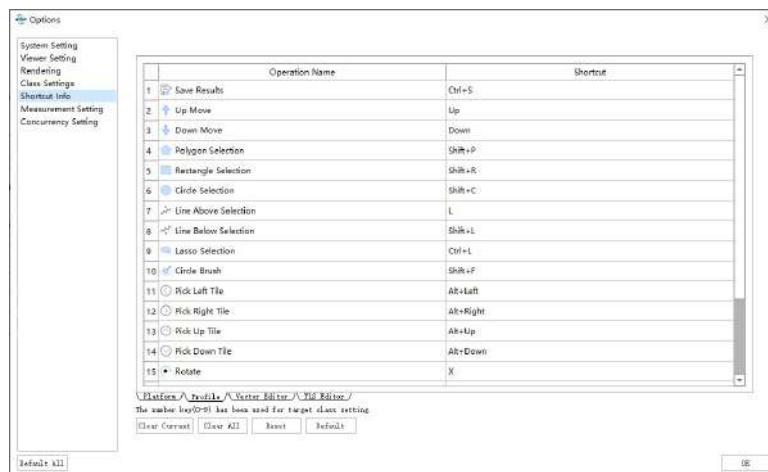 Options
System Setting
Viewer Setting
Rendering
Class Settings
Shortcut Info
Measurement Setting
Concurrency Setting
Operation Name Shortcut
1 Save Results Ctrl+S
2 Up Move Up
3 Down Move Down
4 Polygon Selection Shift+P
5 Rectangle Selection Shift+R
6 Circle Selection Shift+C
7 Line Above Selection L
8 Line Below Selection Shift+L
9 Lasso Selection Ctrl+L
10 Circle Brush Shift+F
11 Pick Left Tile Alt+Left
12 Pick Right Tile Alt+Right
13 Pick Up Tile Alt+Up
14 Pick Down Tile Alt+Down
15 Rotate X
Platform Profile Vector Editor TLS Editor
The number key(0-9) has been used for target class setting
Clear Current Clear All Reset Default
Default All OK